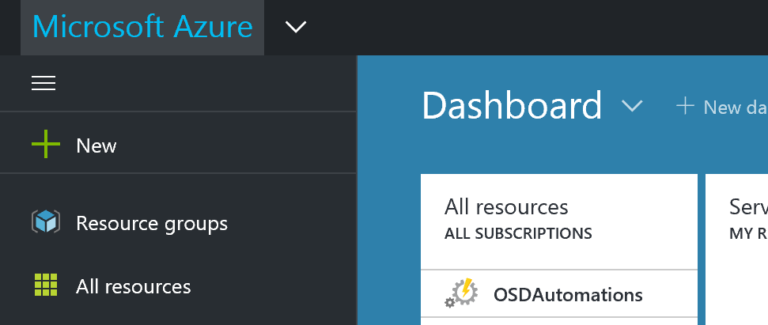 Microsoft Azure
New
Resource groups
All resources
Dashboard
New da
All resources
ALL SUBSCRIPTIONS
OSDAutomations
Serv
MY R